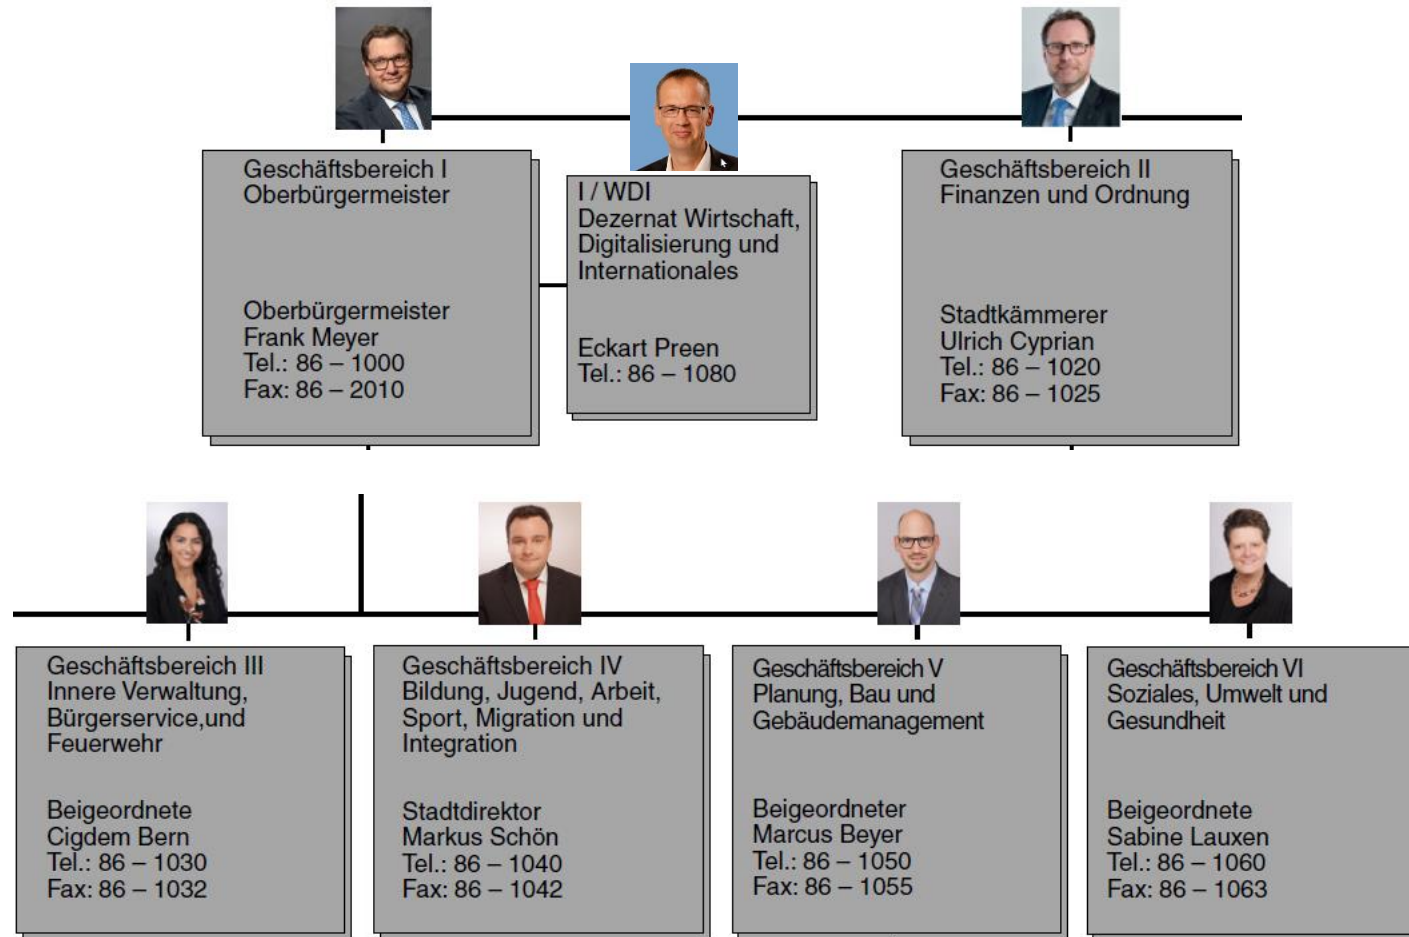 Geschäftsbereich I
Oberbürgermeister
Oberbürgermeister
Frank Meyer
Tel.: 86 – 1000
Fax: 86 – 2010
I / WDI
Dezernat Wirtschaft,
Digitalisierung und
Internationales
Eckart Preen
Tel.: 86 – 1080
Geschäftsbereich II
Finanzen und Ordnung
Stadtkämmerer
Ulrich Cyprian
Tel.: 86 – 1020
Fax: 86 – 1025
Geschäftsbereich III
Innere Verwaltung,
Bürgerservice,und
Feuerwehr
Beigeordnete
Cigdem Bern
Tel.: 86 – 1030
Fax: 86 – 1032
Geschäftsbereich IV
Bildung, Jugend, Arbeit,
Sport, Migration und
Integration
Stadtdirektor
Markus Schön
Tel.: 86 – 1040
Fax: 86 – 1042
Geschäftsbereich V
Planung, Bau und
Gebäudemanagement
Beigeordneter
Marcus Beyer
Tel.: 86 – 1050
Fax: 86 – 1055
Geschäftsbereich VI
Soziales, Umwelt und
Gesundheit
Beigeordnete
Sabine Lauxen
Tel.: 86 – 1060
Fax: 86 – 1063